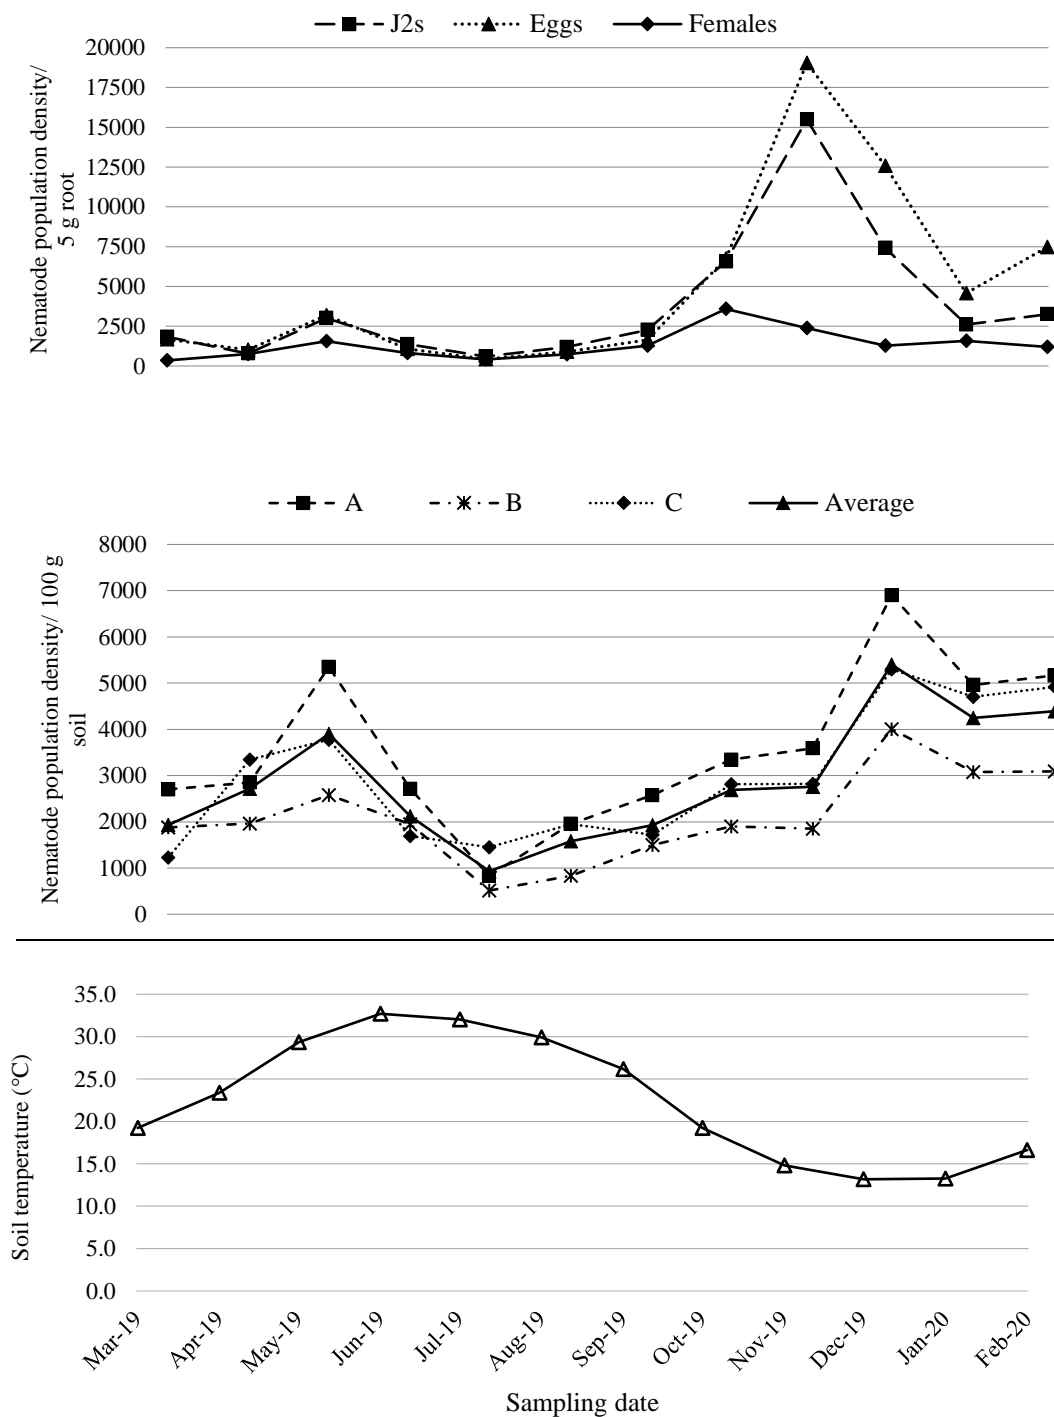 J2s Eggs Females
Nematode population density/
5 g root
20000
17500
15000
12500
10000
7500
5000
2500
0
A B C Average
Nematode population density/ 100 g
soil
8000
7000
6000
5000
4000
3000
2000
1000
0
Soil temperature (°C)
35.0
30.0
25.0
20.0
15.0
10.0
5.0
0.0
Mar-19 Apr-19 May-19 Jun-19 Jul-19 Aug-19 Sep-19 Oct-19 Nov-19 Dec-19 Jan-20 Feb-20
Sampling date